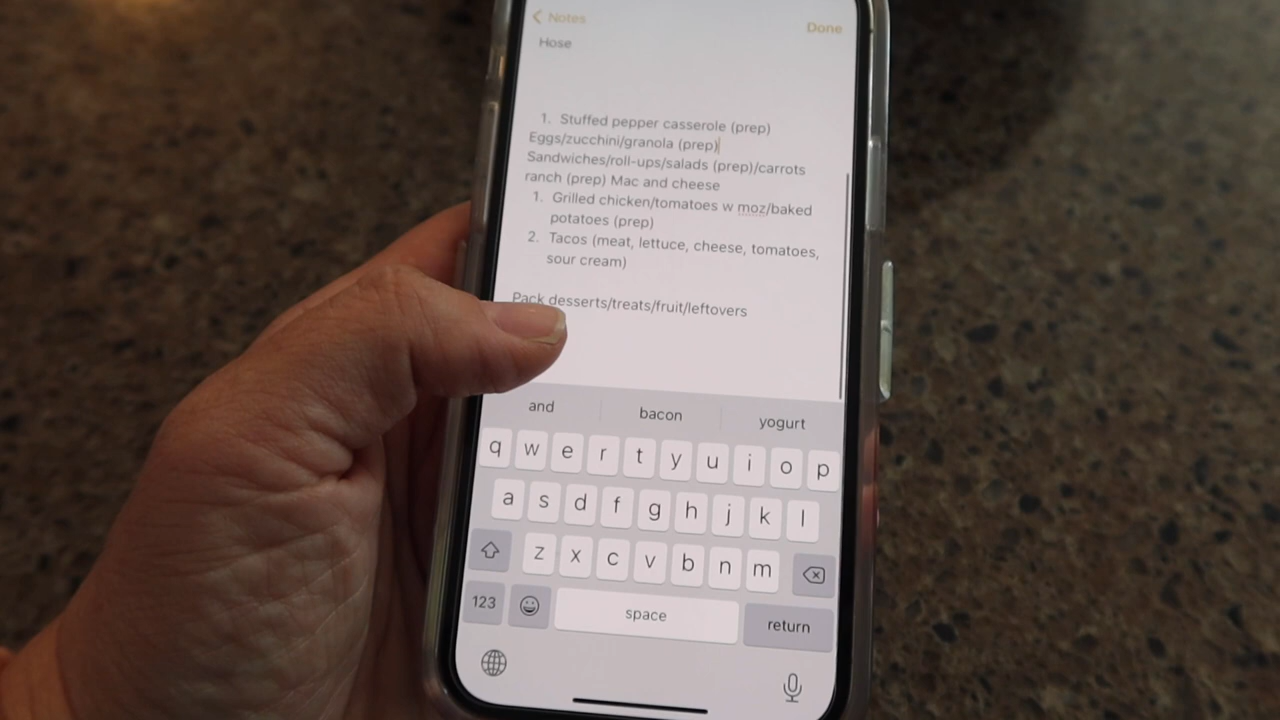 Notes
Done
Hose
1. Stuffed pepper casserole (prep)
Eggs/zucchini/granola (prep)
Sandwiches/roll-ups/salads (prep)/carrots
ranch (prep) Mac and cheese
1. Grilled chicken/tomatoes w moz/baked
potatoes (prep)
2. Tacos (meat, lettuce, cheese, tomatoes,
sour cream)
Pack desserts/treats/fruit/leftovers
and bacon yogurt
q w e r t y u i o p
a s d f g h j k l
z x c v b n m
123 space return